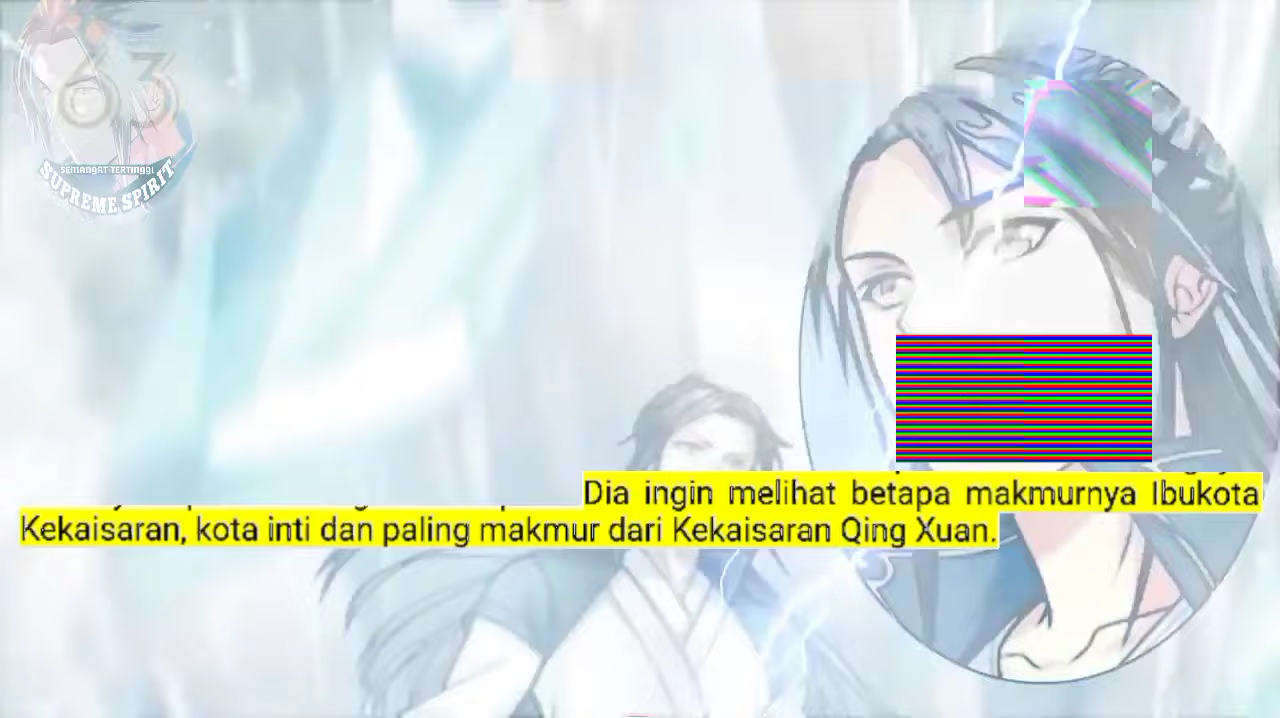 63
SEMANGAT TERTINGGI
SUPREME SPIRIT
Dia ingin melihat betapa makmurnya Ibukota
Kekaisaran, kota inti dan paling makmur dari Kekaisaran Qing Xuan.